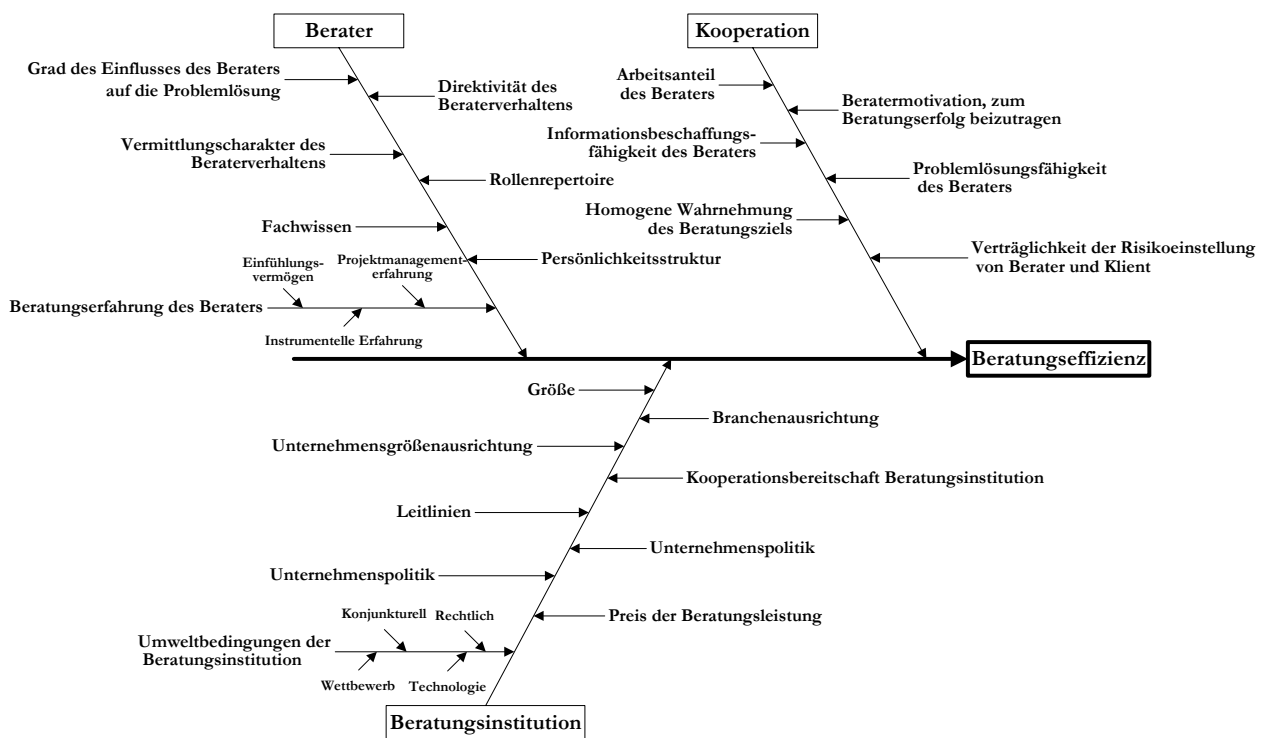 Berater
Kooperation
Grad des Einflusses des Beraters
auf die Problemlösung
Direktivität des
Beraterverhaltens
Vermittlungscharakter des
Beraterverhaltens
Rollenrepertoire
Fachwissen
Persönlichkeitsstruktur
Einfühlungs-
vermögen
Projektmanagement-
erfahrung
Beratungserfahrung des Beraters
Instrumentelle Erfahrung
Arbeitsanteil
des Beraters
Beratermotivation, zum
Beratungserfolg beizutragen
Informationsbeschaffungs-
fähigkeit des Beraters
Problemlösungsfähigkeit
des Beraters
Homogene Wahrnehmung
des Beratungsziels
Verträglichkeit der Risikoeinstellung
von Berater und Klient
Beratungseffizienz
Größe
Branchenausrichtung
Unternehmensgrößenausrichtung
Kooperationsbereitschaft Beratungsinstitution
Leitlinien
Unternehmenspolitik
Unternehmenspolitik
Preis der Beratungsleistung
Konjunkturell
Rechtlich
Umweltbedingungen der
Beratungsinstitution
Wettbewerb
Technologie
Beratungsinstitution